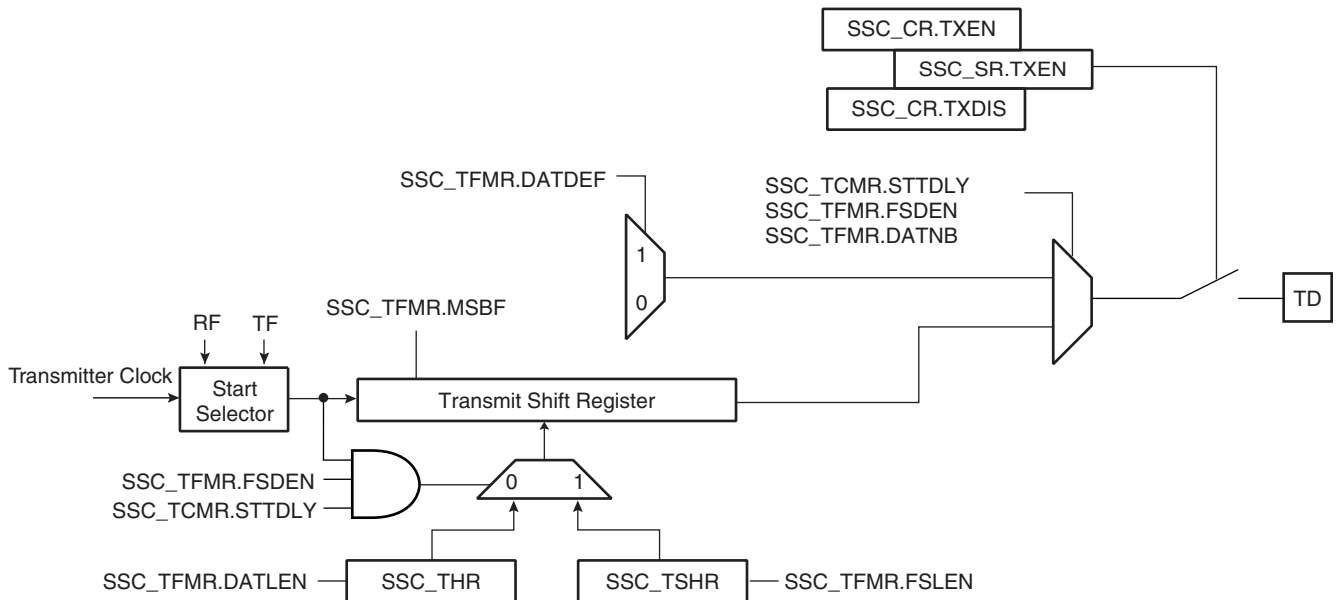 SSC_CR.TXEN
SSC_SR.TXEN
SSC_CR.TXDIS
SSC_TFMR.DATDEF
SSC_TCMR.STTDLY
SSC_TFMR.FSDEN
SSC_TFMR.DATNB
1
0
TD
SSC_TFMR.MSBF
RF
TF
Transmitter Clock
Start
Selector
Transmit Shift Register
SSC_TFMR.FSDEN
SSC_TCMR.STTDLY
0
1
SSC_TFMR.DATLEN
SSC_THR
SSC_TSHR
SSC_TFMR.FSLEN